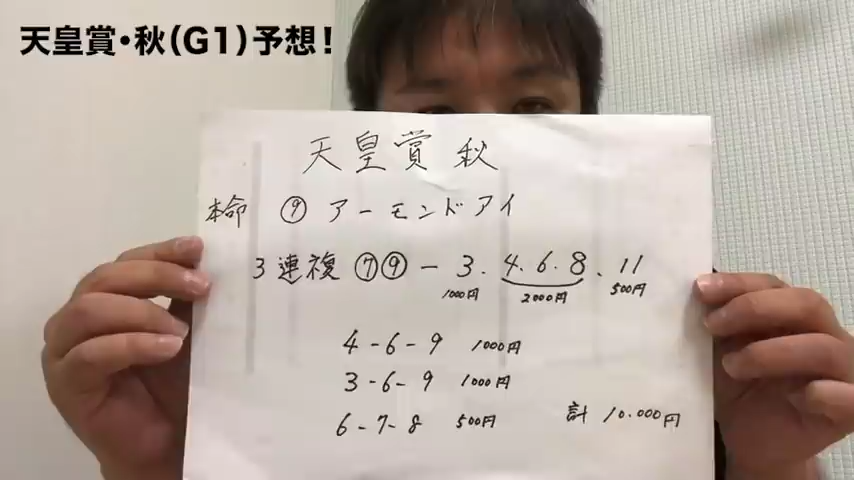 天皇賞・秋(G1)予想!
天皇賞 秋
本命 ⑨ アーモンドアイ
3連複 ⑦⑨ - 3.4.6.8.11
1000円 2000円 500円
4-6-9 1000円
3-6-9 1000円
6-7-8 500円 計 10.000円